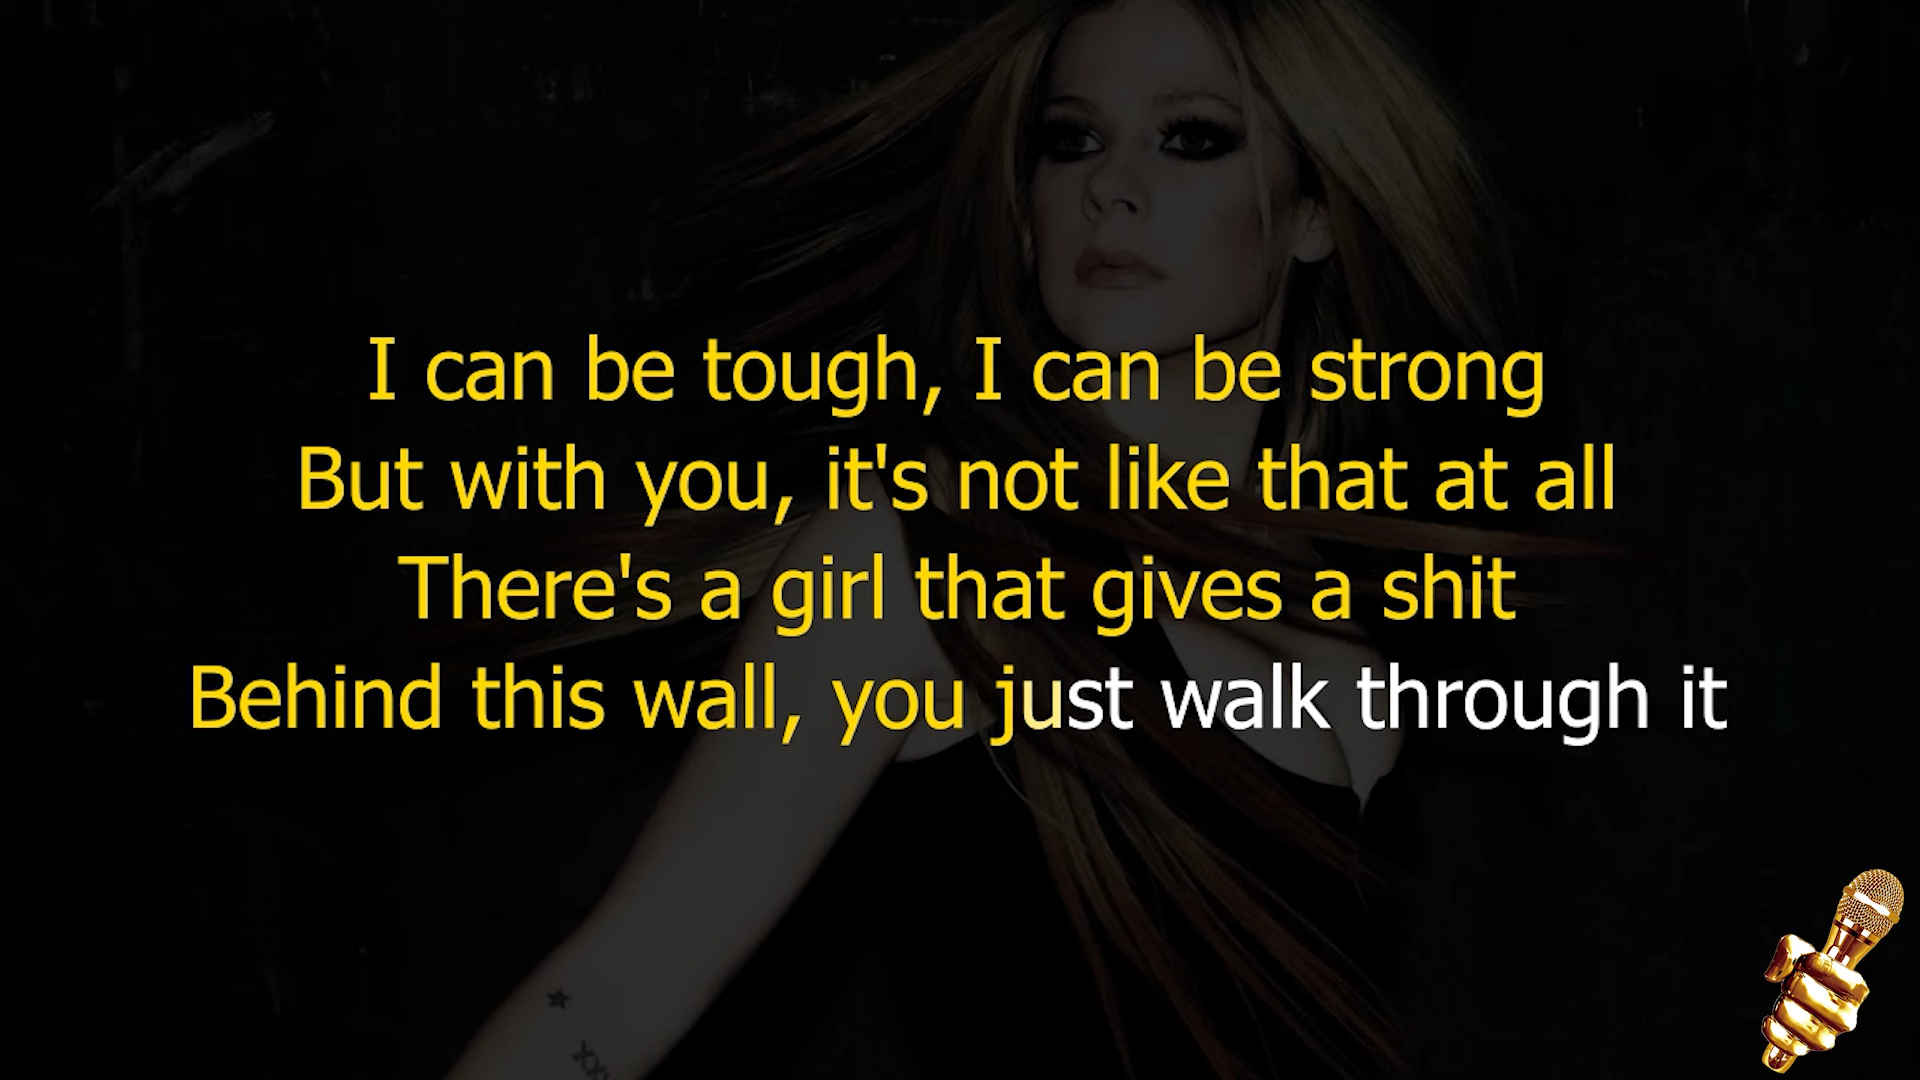 I can be tough, I can be strong
But with you, it's not like that at all
There's a girl that gives a shit
Behind this wall, you just walk through it